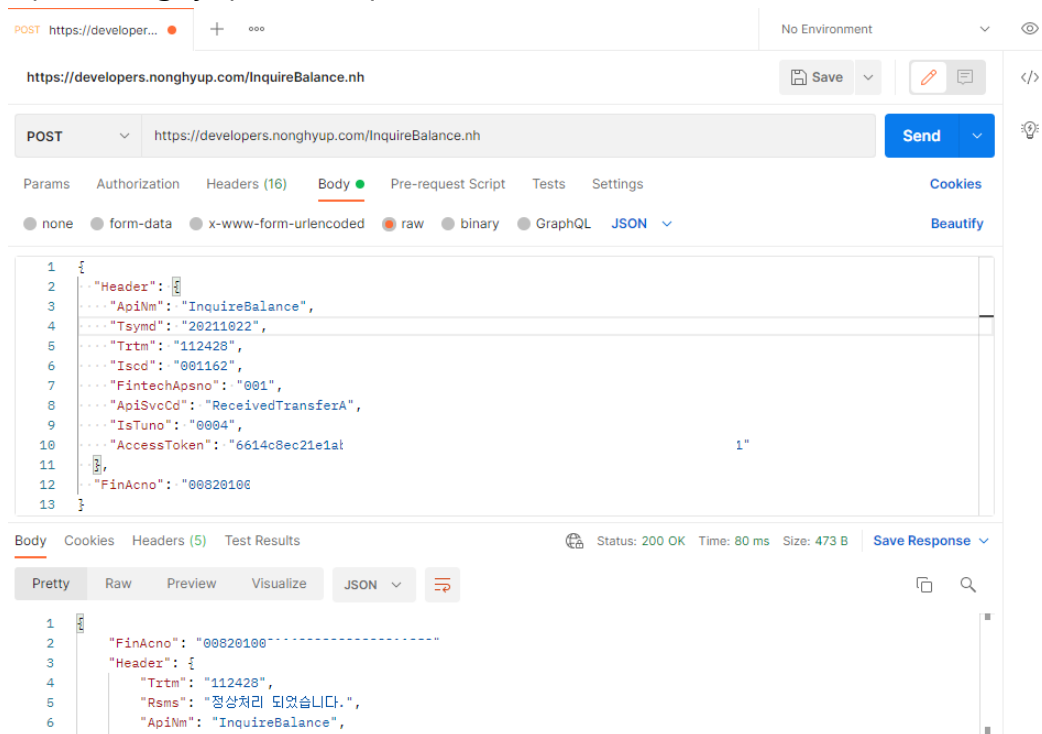 POST https://developer... No Environment
https://developers.nonghyup.com/InquireBalance.nh Save
POST https://developers.nonghyup.com/InquireBalance.nh Send
Params Authorization Headers (16) Body Pre-request Script Tests Settings Cookies
none form-data x-www-form-urlencoded raw binary GraphQL JSON Beautify
1 {
2 "Header": {
3 "ApiNm": "InquireBalance",
4 "Tsymd": "20211022",
5 "Trtm": "112428",
6 "Iscd": "001162",
7 "FintechApsno": "001",
8 "ApiSvcCd": "ReceivedTransferA",
9 "IsTuno": "0004",
10 "AccessToken": "6614c8ec21e1ab 1"
11 },
12 "FinAcno": "00820100
13 }
Body Cookies Headers (5) Test Results Status: 200 OK Time: 80 ms Size: 473 B Save Response
Pretty Raw Preview Visualize JSON
1 {
2 "FinAcno": "00820100 "
3 "Header": {
4 "Trtm": "112428",
5 "Rsms": "정상처리 되었습니다.",
6 "ApiNm": "InquireBalance",